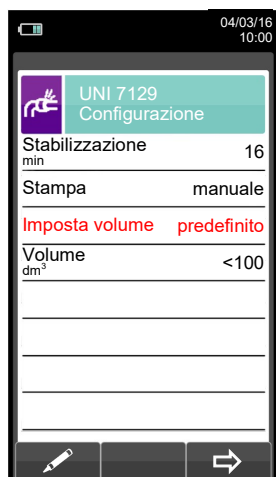 04/03/16
10:00
UNI 7129
Configurazione
Stabilizzazione 16
min
Stampa manuale
Imposta volume predefinito
Volume <100
dm³